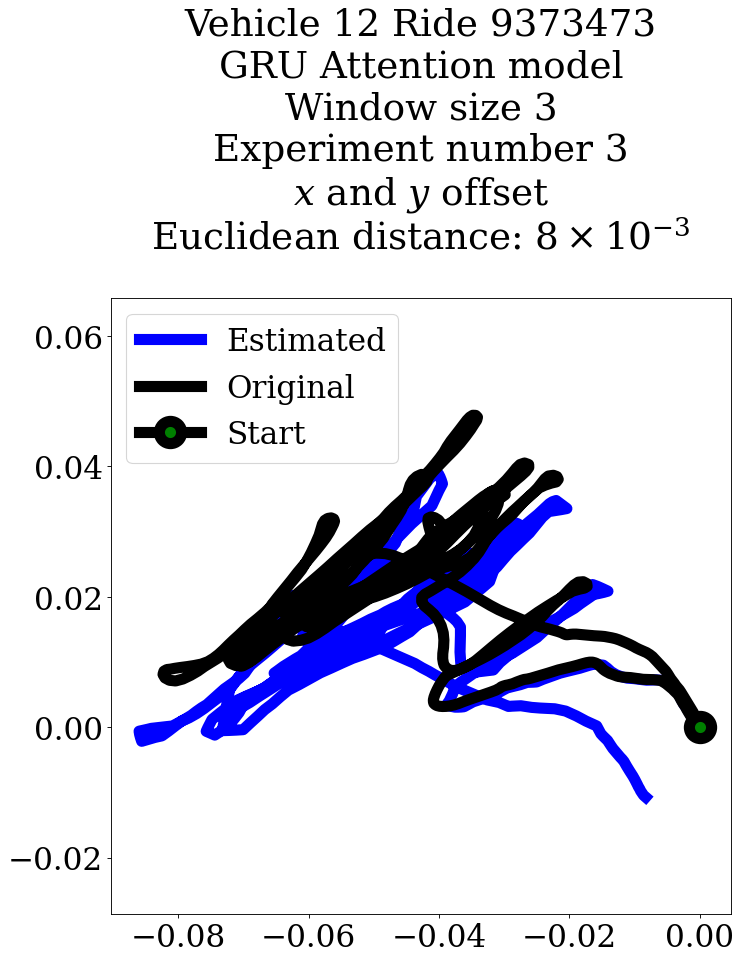 Vehicle 12 Ride 9373473
GRU Attention model
Window size 3
Experiment number 3
x and y offset
Euclidean distance: 8 × 10⁻³
Estimated
Original
Start
0.06
0.04
0.02
0.00
−0.02
−0.08 −0.06 −0.04 −0.02 0.00